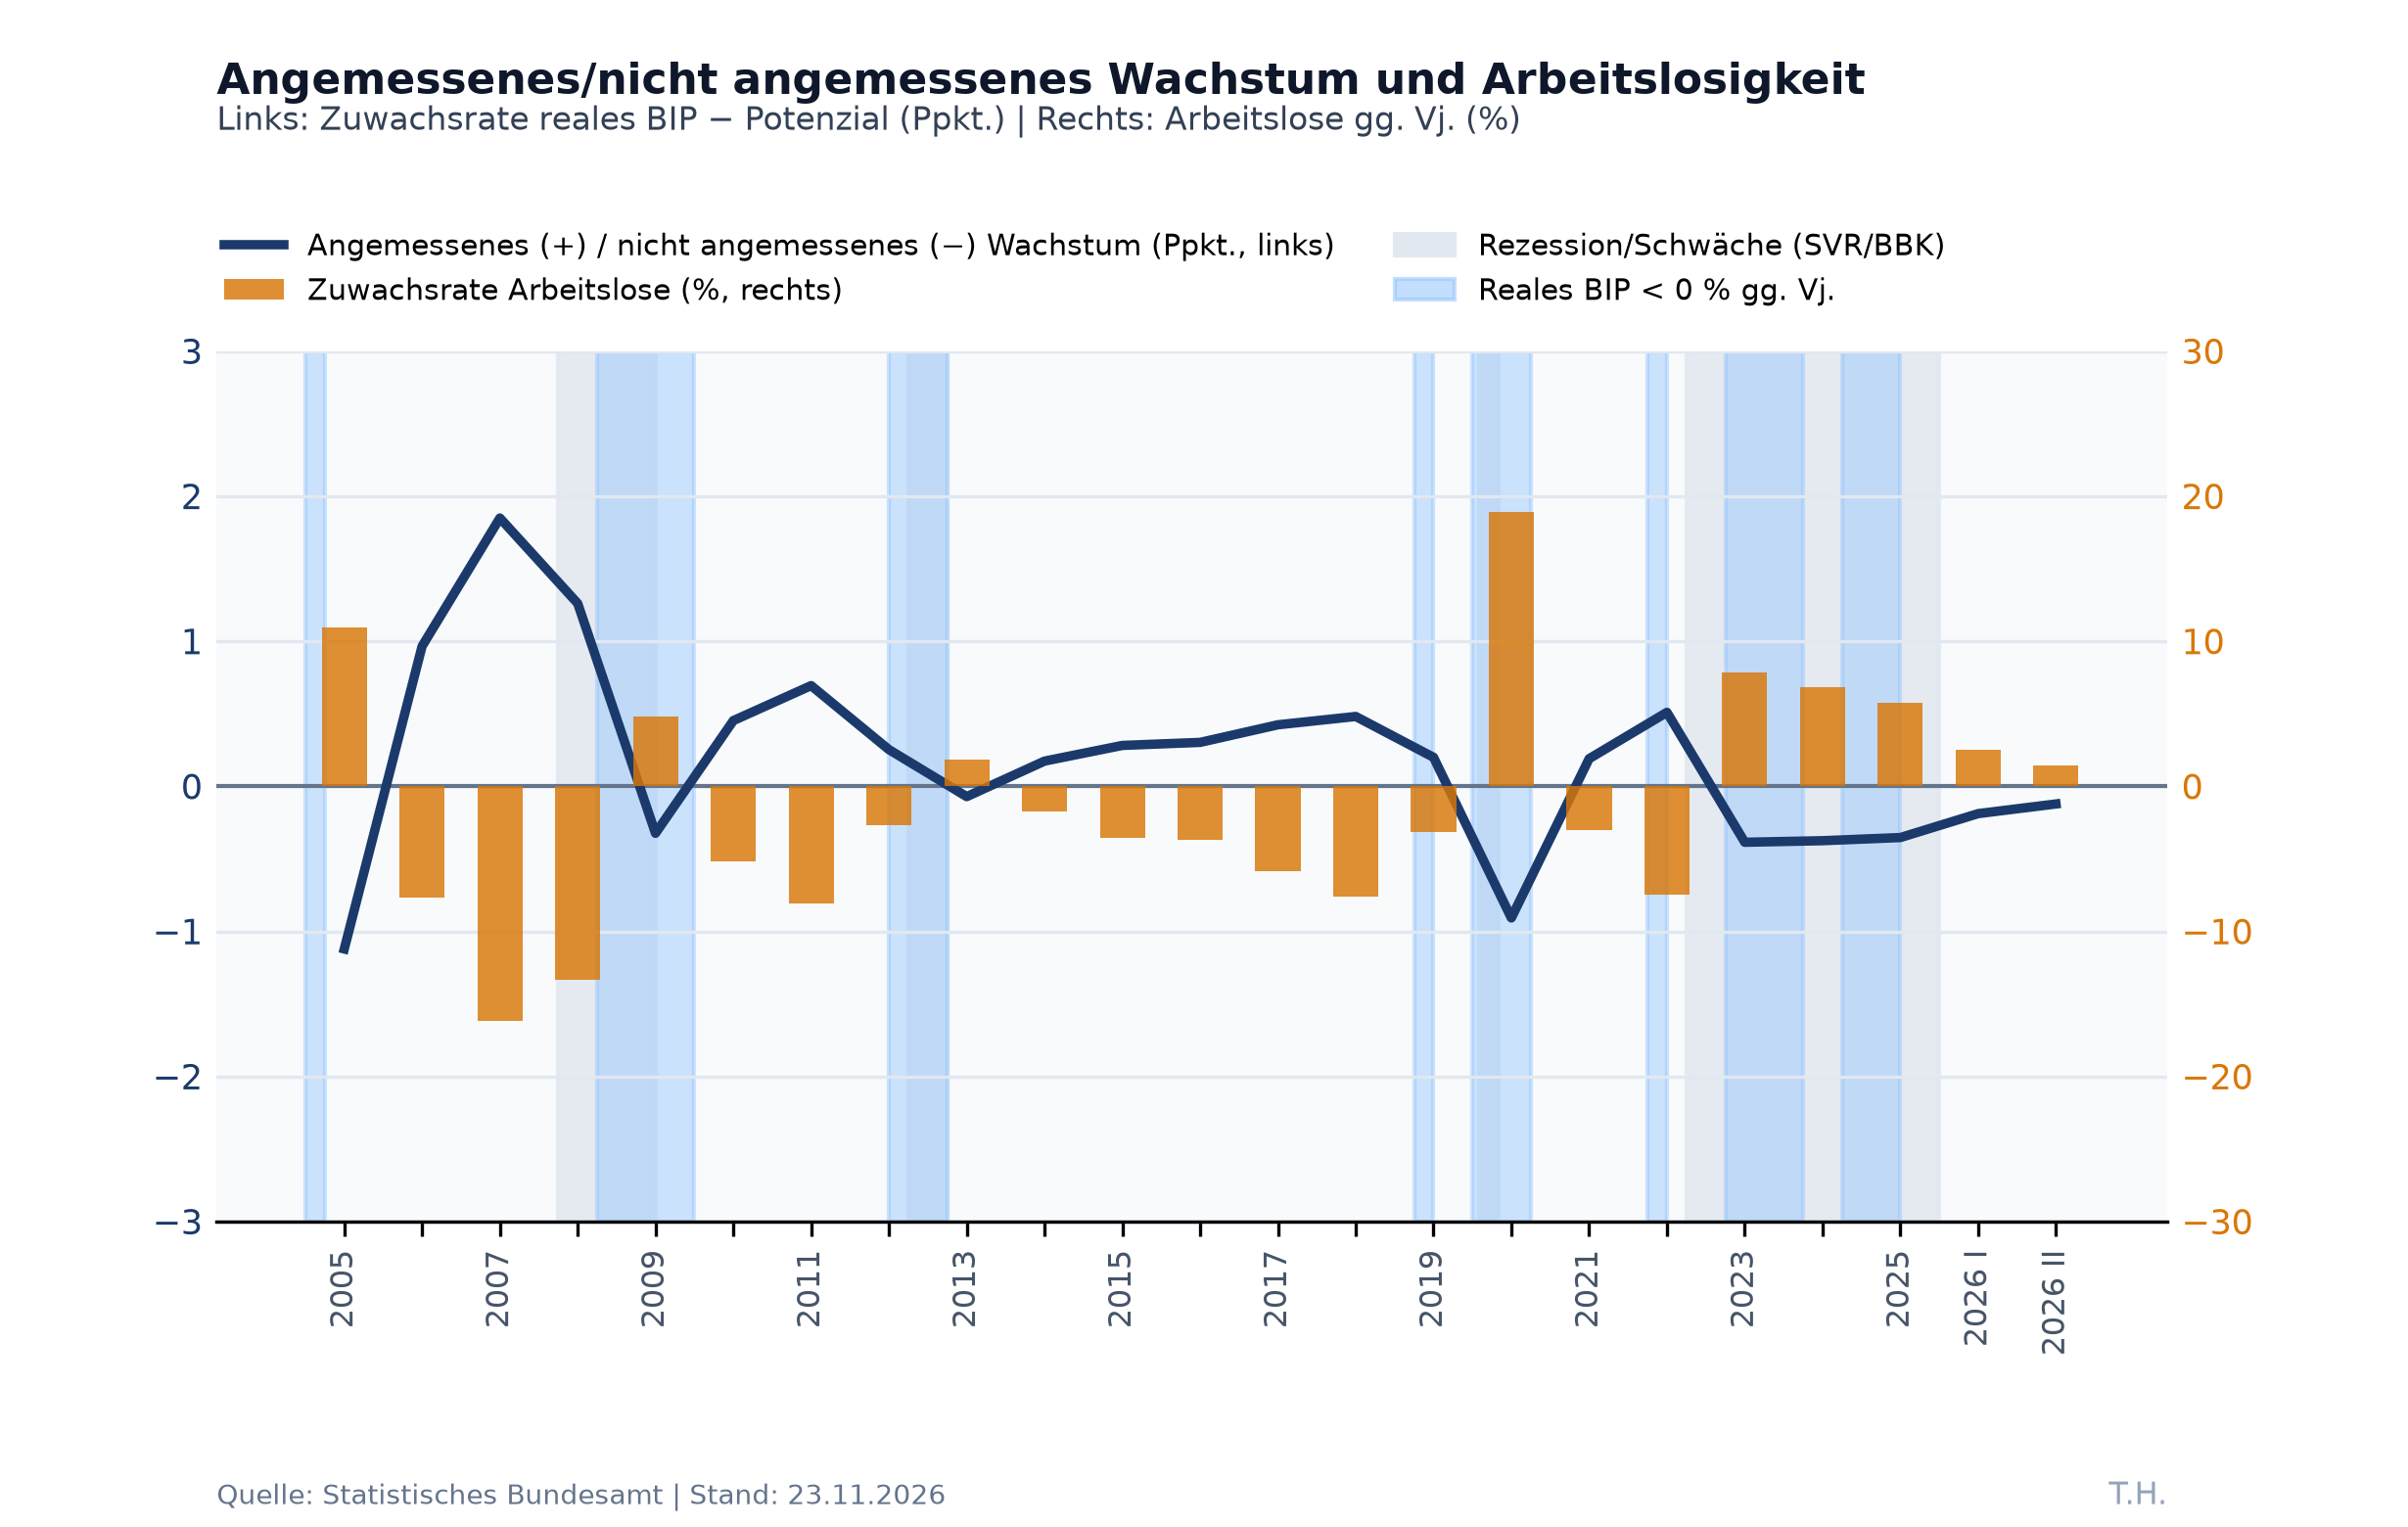 Angemessenes/nicht angemessenes Wachstum und Arbeitslosigkeit
Links: Zuwachsrate reales BIP − Potenzial (Ppkt.) | Rechts: Arbeitslose gg. Vj. (%)
Angemessenes (+) / nicht angemessenes (−) Wachstum (Ppkt., links)
Zuwachsrate Arbeitslose (%, rechts)
Rezession/Schwäche (SVR/BBK)
Reales BIP < 0 % gg. Vj.
3
2
1
0
−1
−2
−3
30
20
10
0
−10
−20
−30
2005
2007
2009
2011
2013
2015
2017
2019
2021
2023
2025
2026 I
2026 II
Quelle: Statistisches Bundesamt | Stand: 23.11.2026
T.H.